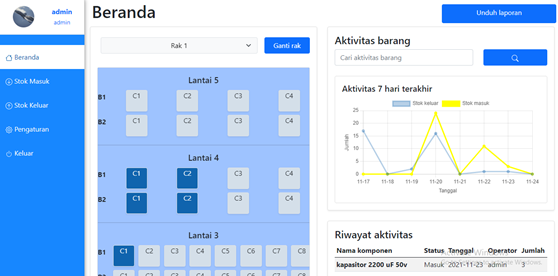 admin
admin
Beranda
Stok Masuk
Stok Keluar
Pengaturan
Keluar
Beranda
Unduh laporan
Rak 1
Ganti rak
Lantai 5
B1 C1 C2 C3 C4
B2 C1 C2 C3 C4
Lantai 4
B1 C1 C2 C3 C4
B2 C1 C2 C3 C4
Lantai 3
B1 C1 C2 C3 C4 C5 C6 C7 C8
Aktivitas barang
Cari aktivitas barang
Aktivitas 7 hari terakhir
Stok keluar Stok masuk
Jumlah
25
20
15
10
5
0
11-17 11-18 11-19 11-20 11-21 11-22 11-23 11-24
Tanggal
Riwayat aktivitas
Nama komponen Status Tanggal Operator Jumlah
kapasitor 2200 uF 50v Masuk 2021-11-23 admin 3